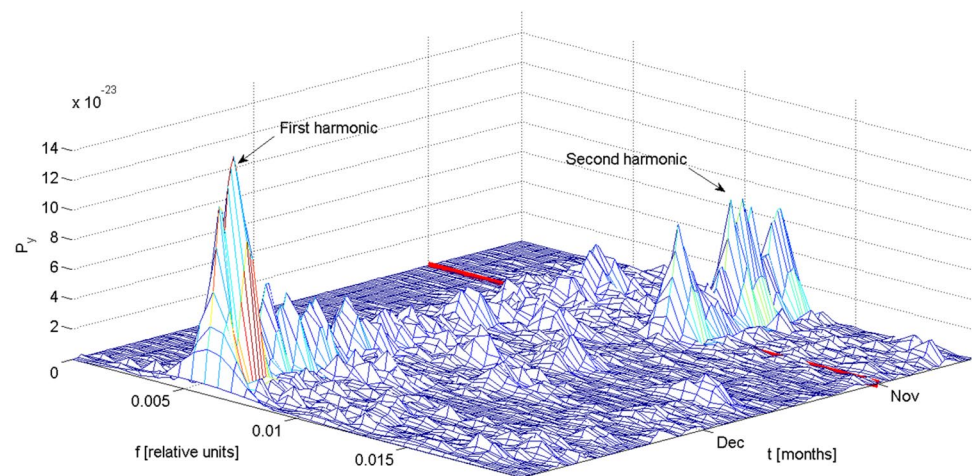 x 10-23
First harmonic
Second harmonic
14
12
10
8
6
4
2
0
Py
0.005
0.01
0.015
f [relative units]
Dec
Nov
t [months]